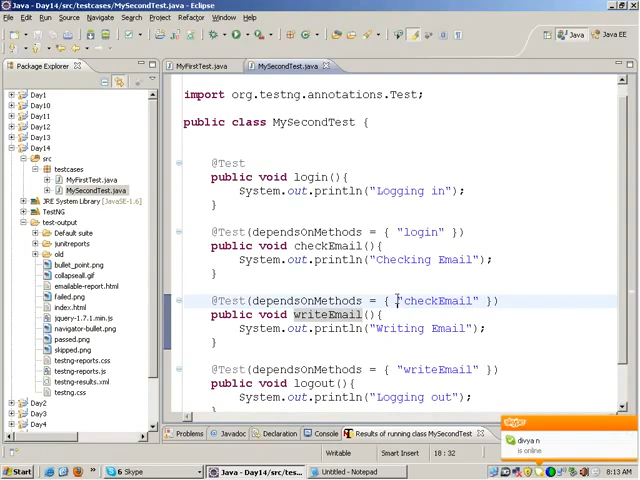 Java - Day14/src/testcases/MySecondTest.java - Eclipse
File Edit Run Source Navigate Search Project Refactor Window Help
Java Java EE
Package Explorer
MyFirstTest.java MySecondTest.java
Day1
Day10
Day11
Day12
Day13
Day14
src
testcases
MyFirstTest.java
MySecondTest.java
JRE System Library [JavaSE-1.6]
TestNG
test-output
Default suite
junitreports
old
bullet_point.png
collapseall.gif
emailable-report.html
failed.png
index.html
jquery-1.7.1.min.js
navigator-bullet.png
passed.png
skipped.png
testng-reports.css
testng-results.xml
testng.css
Day2
Day3
Day4
import org.testng.annotations.Test;
public class MySecondTest {
@Test
public void login(){
System.out.println("Logging in");
}
@Test(dependsOnMethods = { "login" })
public void checkEmail(){
System.out.println("Checking Email");
}
@Test(dependsOnMethods = { "checkEmail" })
public void writeEmail(){
System.out.println("Writing Email");
}
@Test(dependsOnMethods = { "writeEmail" })
public void logout(){
System.out.println("Logging out");
Problems Javadoc Declaration Console Results of running class MySecondTest
Writable Smart Insert 18 : 32
skype
divya n
is online
Start 6 Skype Java - Day14/src/tes... Untitled - Notepad 8:13 AM